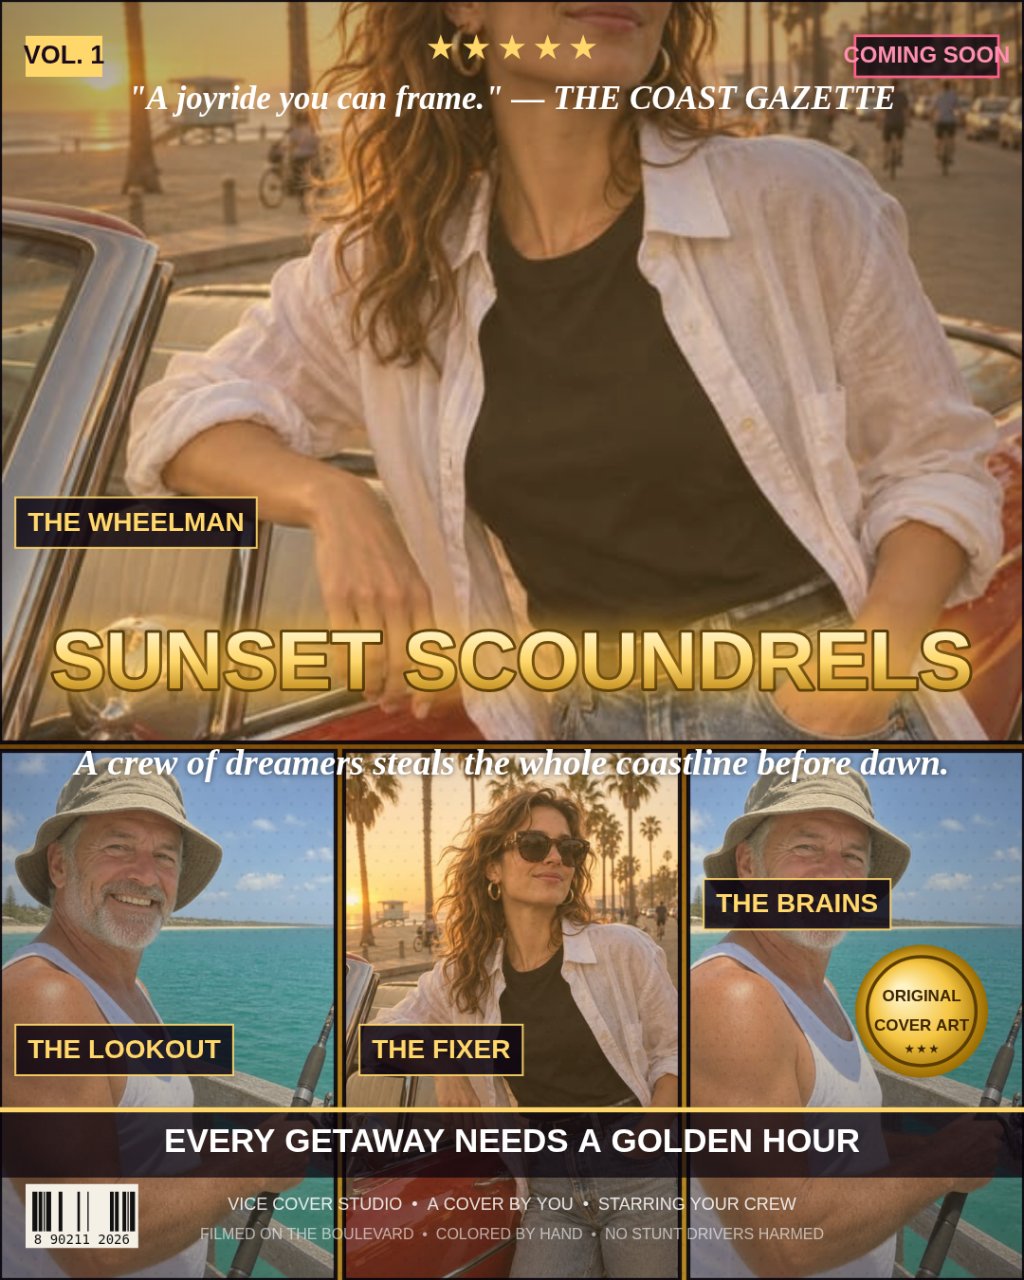 VOL. 1
★★★★★
COMING SOON
"A joyride you can frame." — THE COAST GAZETTE
THE WHEELMAN
SUNSET SCOUNDRELS
A crew of dreamers steals the whole coastline before dawn.
THE BRAINS
ORIGINAL
COVER ART
★★★
THE LOOKOUT
THE FIXER
EVERY GETAWAY NEEDS A GOLDEN HOUR
VICE COVER STUDIO • A COVER BY YOU • STARRING YOUR CREW
FILMED ON THE BOULEVARD • COLORED BY HAND • NO STUNT DRIVERS HARMED
8 90211 2026